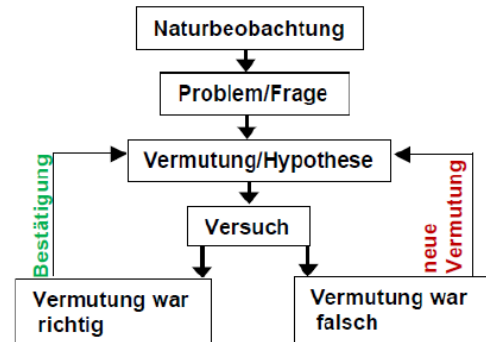 Naturbeobachtung
Problem/Frage
Vermutung/Hypothese
Bestätigung
neue
Vermutung
Versuch
Vermutung war
richtig
Vermutung war
falsch